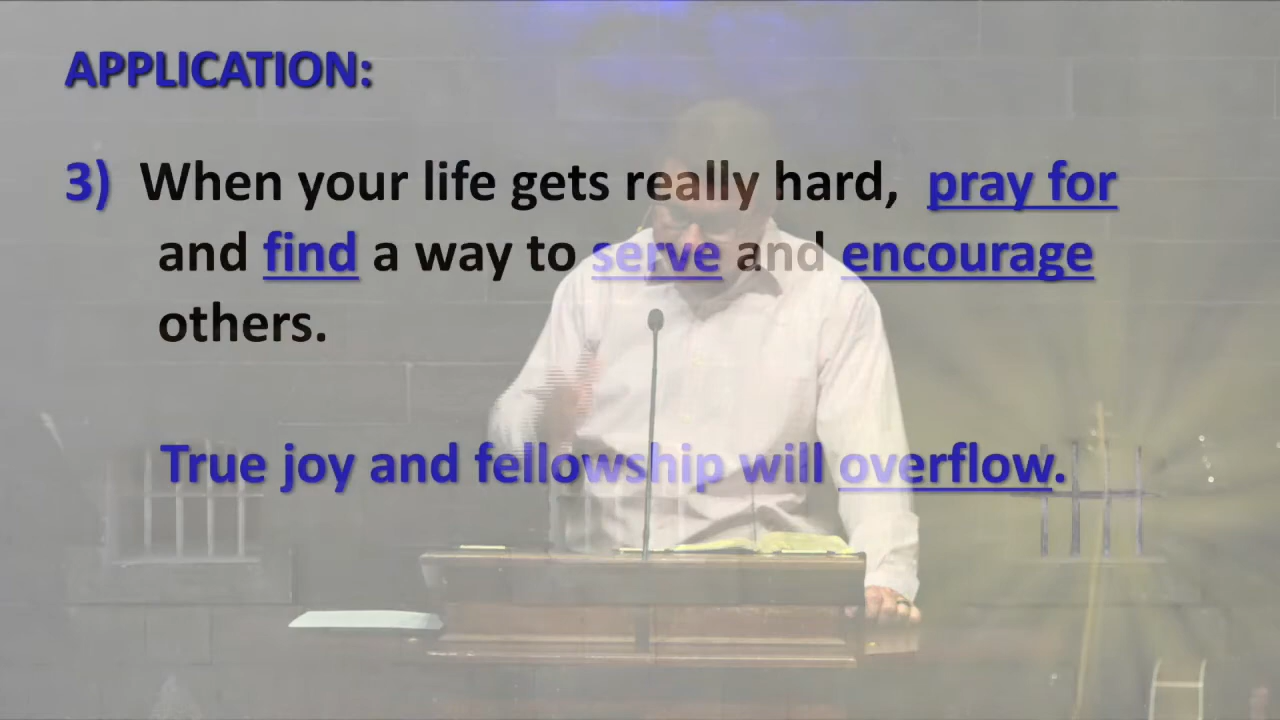 APPLICATION:
3) When your life gets really hard, pray for
and find a way to serve and encourage
others.
True joy and fellowship will overflow.